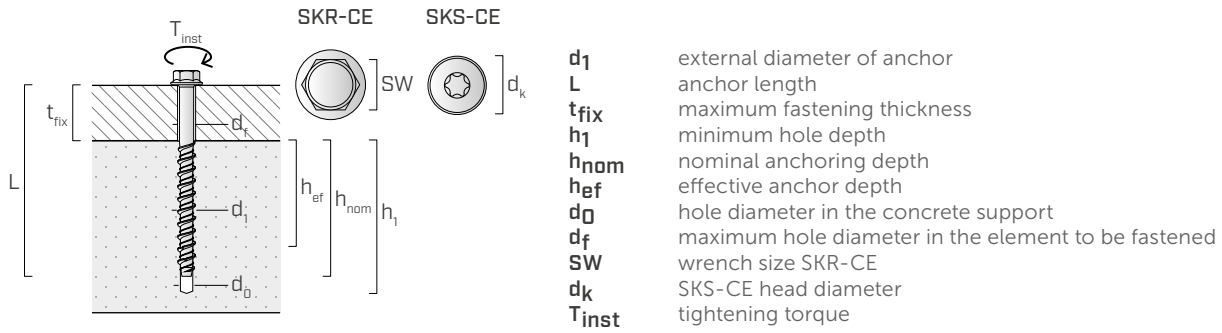 SKR-CE SKS-CE
T_inst
SW
d_k
t_fix
d_f
L
h_ef
h_nom
h_1
d_1
d_0
d1 external diameter of anchor
L anchor length
tfix maximum fastening thickness
h1 minimum hole depth
hnom nominal anchoring depth
hef effective anchor depth
d0 hole diameter in the concrete support
df maximum hole diameter in the element to be fastened
SW wrench size SKR-CE
dk SKS-CE head diameter
Tinst tightening torque